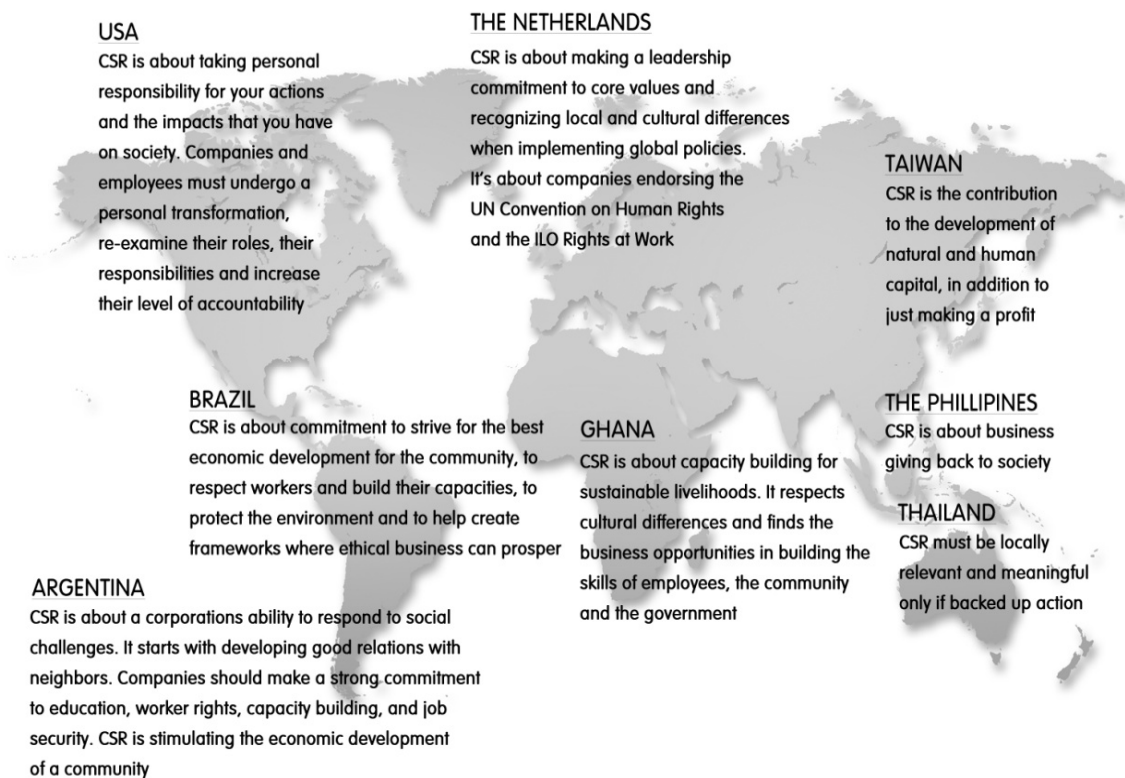 USA
CSR is about taking personal
responsibility for your actions
and the impacts that you have
on society. Companies and
employees must undergo a
personal transformation,
re-examine their roles, their
responsibilities and increase
their level of accountability
THE NETHERLANDS
CSR is about making a leadership
commitment to core values and
recognizing local and cultural differences
when implementing global policies.
It's about companies endorsing the
UN Convention on Human Rights
and the ILO Rights at Work
TAIWAN
CSR is the contribution
to the development of
natural and human
capital, in addition to
just making a profit
BRAZIL
CSR is about commitment to strive for the best
economic development for the community, to
respect workers and build their capacities, to
protect the environment and to help create
frameworks where ethical business can prosper
GHANA
CSR is about capacity building for
sustainable livelihoods. It respects
cultural differences and finds the
business opportunities in building the
skills of employees, the community
and the government
THE PHILLIPINES
CSR is about business
giving back to society
THAILAND
CSR must be locally
relevant and meaningful
only if backed up action
ARGENTINA
CSR is about a corporations ability to respond to social
challenges. It starts with developing good relations with
neighbors. Companies should make a strong commitment
to education, worker rights, capacity building, and job
security. CSR is stimulating the economic development
of a community